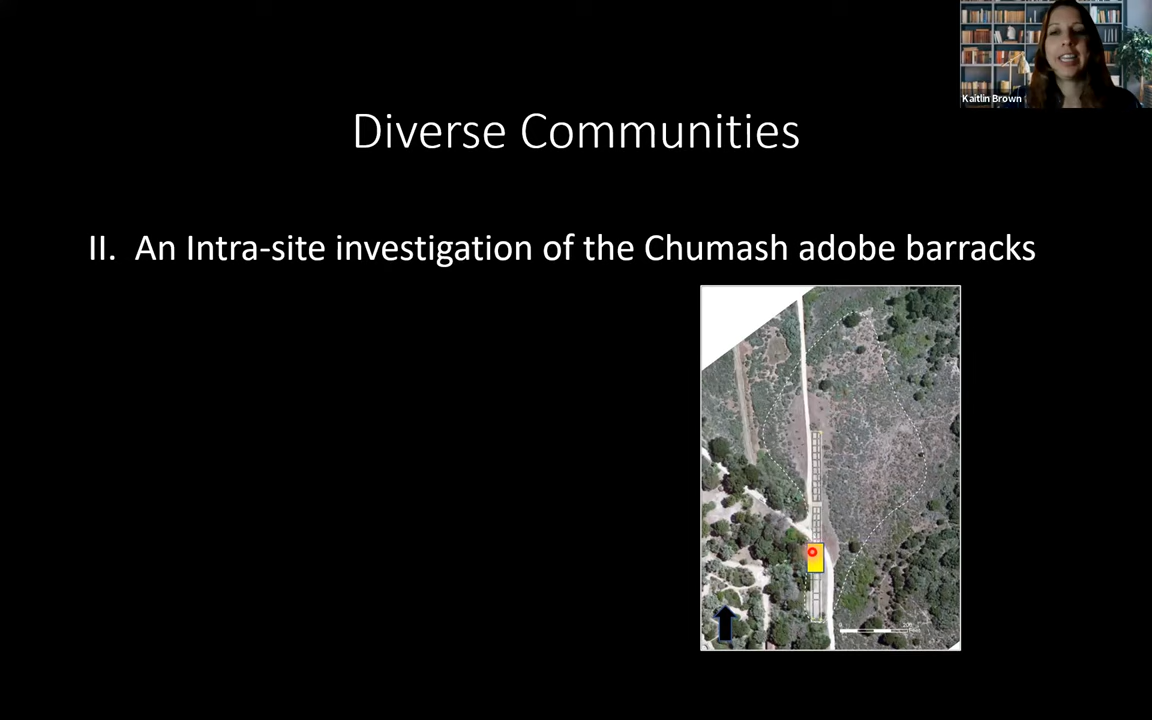 Kaitlin Brown
Diverse Communities
II. An Intra-site investigation of the Chumash adobe barracks